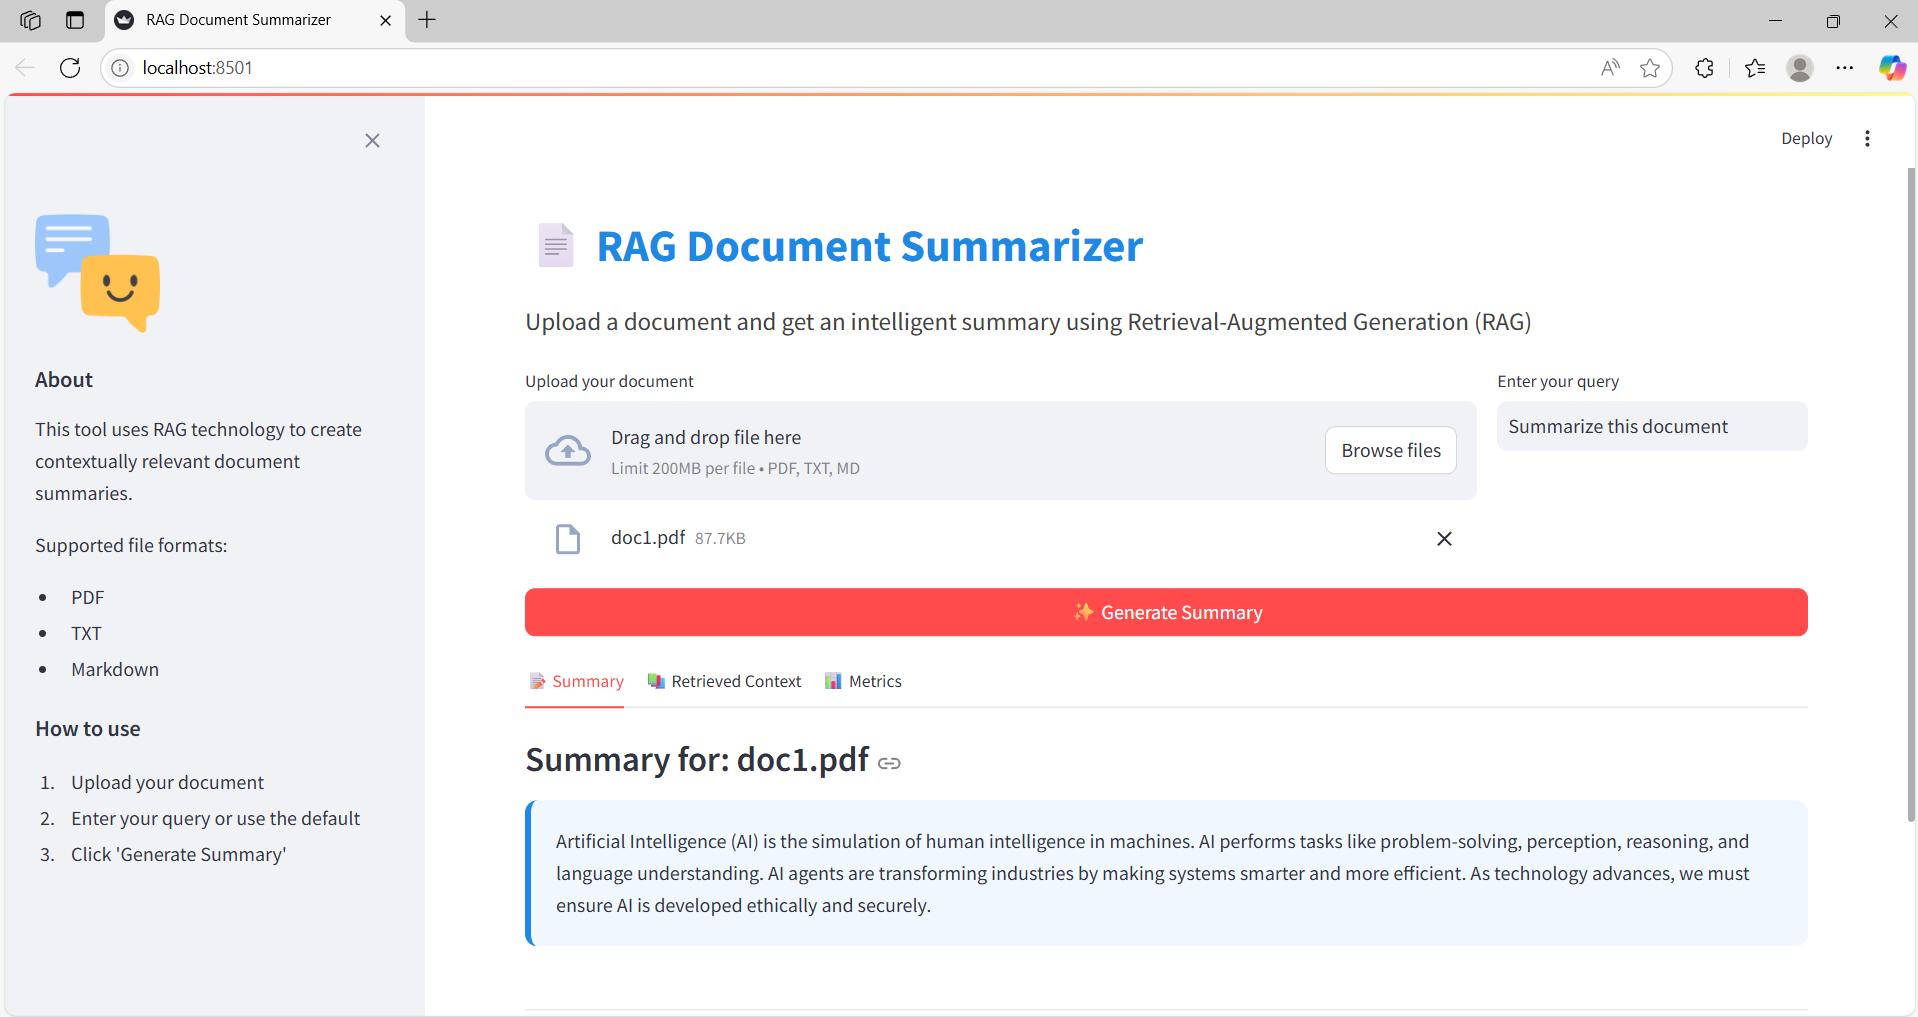 RAG Document Summarizer
localhost:8501
Deploy
About
This tool uses RAG technology to create
contextually relevant document
summaries.
Supported file formats:
• PDF
• TXT
• Markdown
How to use
1. Upload your document
2. Enter your query or use the default
3. Click 'Generate Summary'
RAG Document Summarizer
Upload a document and get an intelligent summary using Retrieval-Augmented Generation (RAG)
Upload your document
Drag and drop file here
Limit 200MB per file • PDF, TXT, MD
Browse files
Enter your query
Summarize this document
doc1.pdf 87.7KB
✨ Generate Summary
Summary Retrieved Context Metrics
Summary for: doc1.pdf
Artificial Intelligence (AI) is the simulation of human intelligence in machines. AI performs tasks like problem-solving, perception, reasoning, and
language understanding. AI agents are transforming industries by making systems smarter and more efficient. As technology advances, we must
ensure AI is developed ethically and securely.